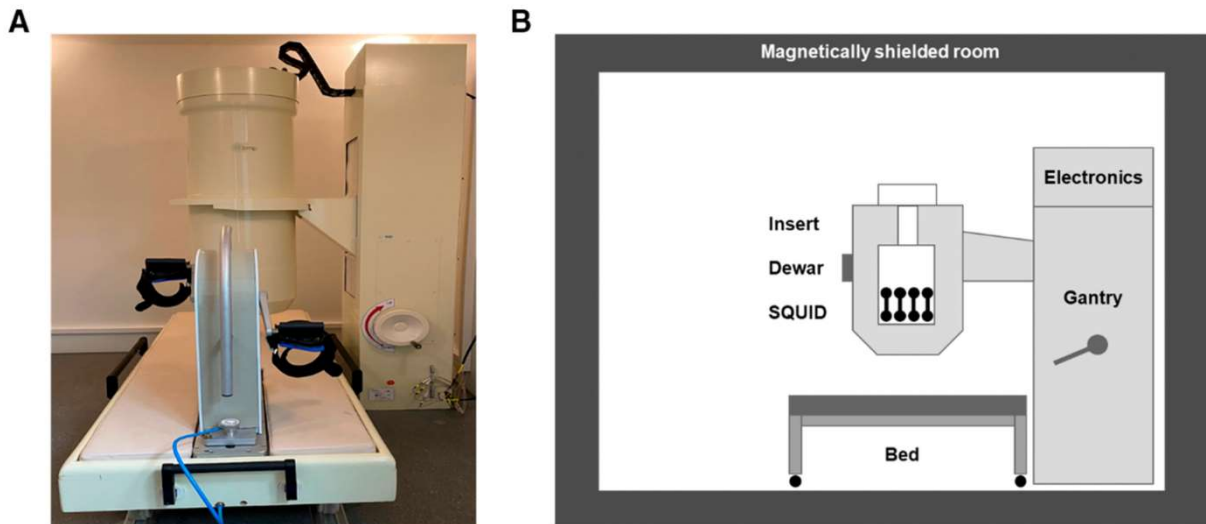 A
B
Magnetically shielded room
Electronics
Insert
Dewar
SQUID
Gantry
Bed